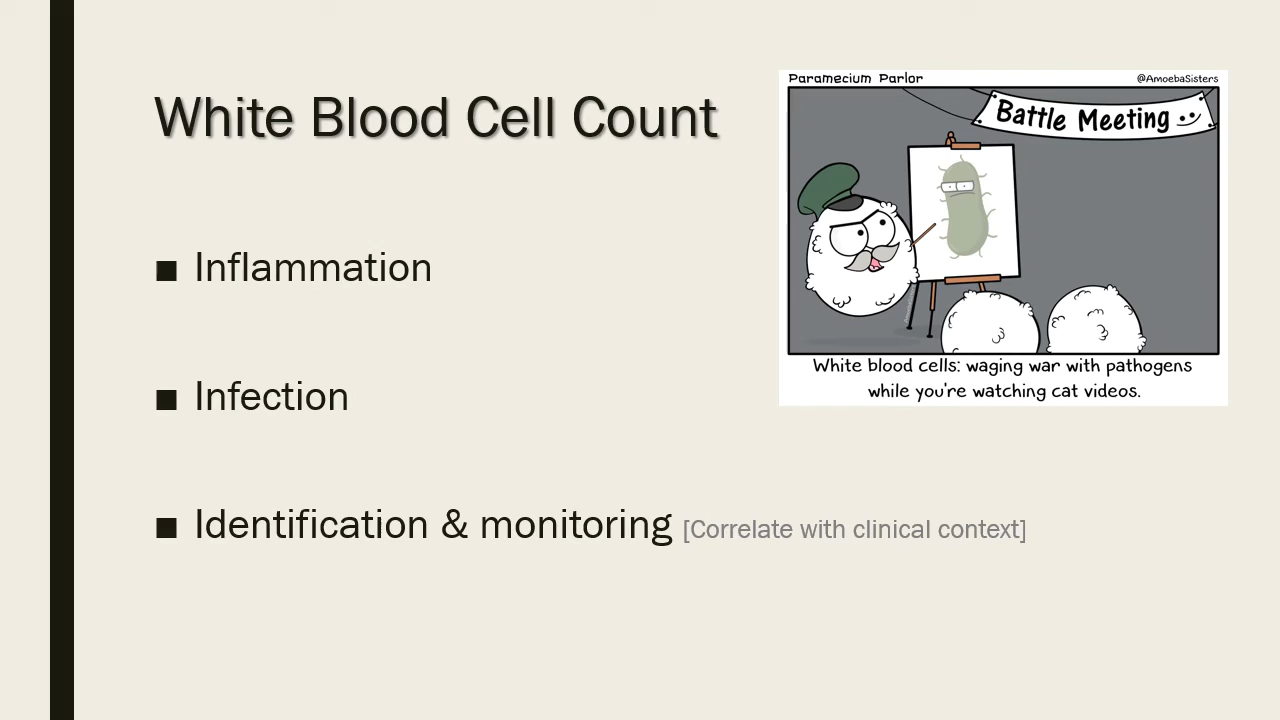 White Blood Cell Count
■ Inflammation
■ Infection
■ Identification & monitoring [Correlate with clinical context]
Paramecium Parlor
@AmoebaSisters
Battle Meeting
White blood cells: waging war with pathogens
while you're watching cat videos.